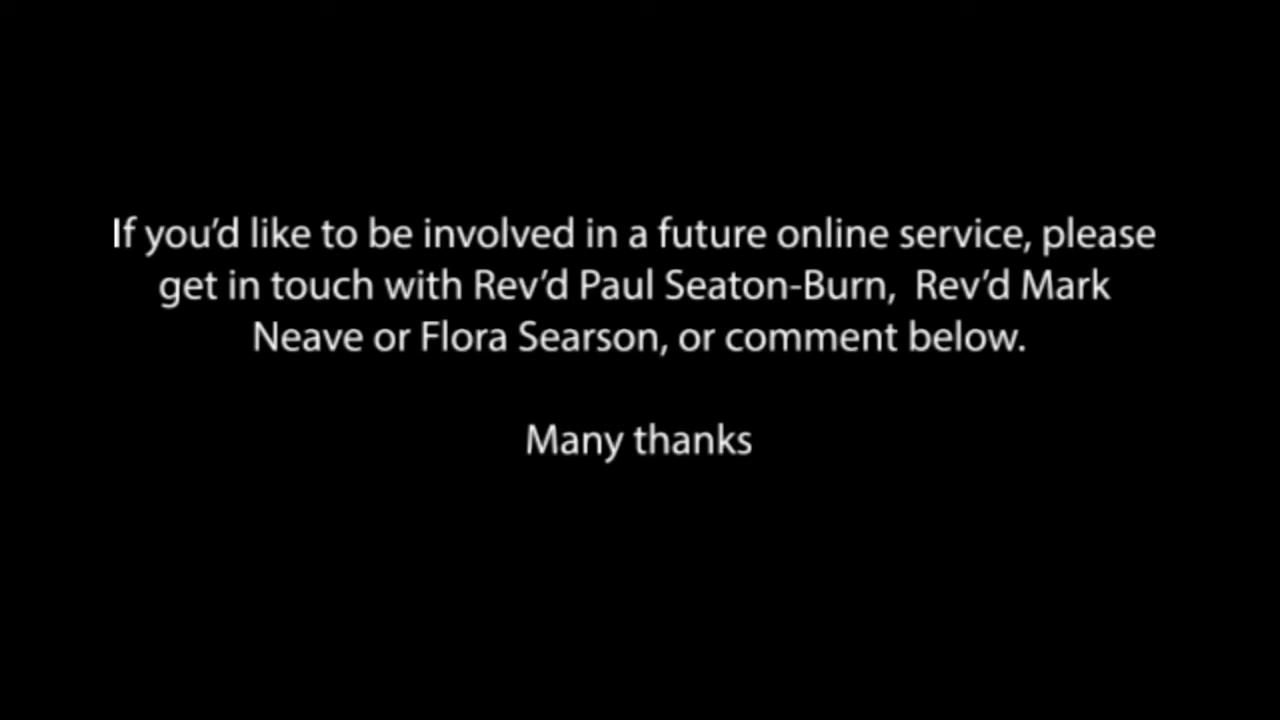 If you’d like to be involved in a future online service, please
get in touch with Rev’d Paul Seaton-Burn,  Rev’d Mark
Neave or Flora Searson, or comment below.
Many thanks